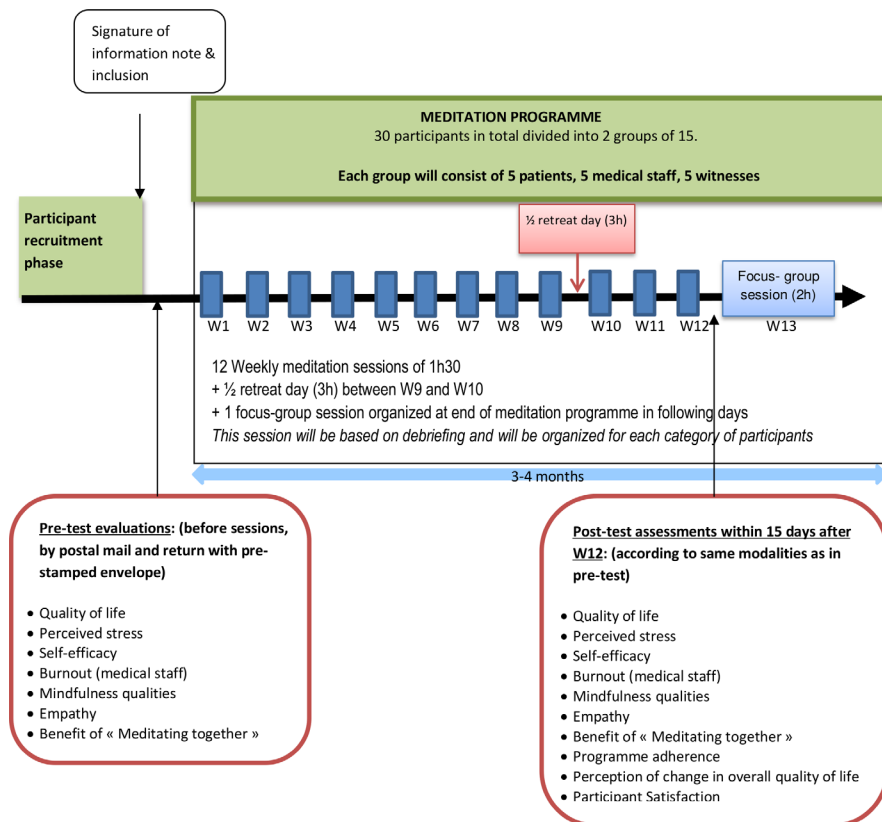 Signature of
information note &
inclusion
MEDITATION PROGRAMME
30 participants in total divided into 2 groups of 15.
Each group will consist of 5 patients, 5 medical staff, 5 witnesses
Participant
recruitment
phase
½ retreat day (3h)
Focus- group
session (2h)
W1 W2 W3 W4 W5 W6 W7 W8 W9 W10 W11 W12 W13
12 Weekly meditation sessions of 1h30
+ ½ retreat day (3h) between W9 and W10
+ 1 focus-group session organized at end of meditation programme in following days
This session will be based on debriefing and will be organized for each category of participants
3-4 months
Pre-test evaluations: (before sessions,
by postal mail and return with pre-
stamped envelope)
• Quality of life
• Perceived stress
• Self-efficacy
• Burnout (medical staff)
• Mindfulness qualities
• Empathy
• Benefit of « Meditating together »
Post-test assessments within 15 days after
W12: (according to same modalities as in
pre-test)
• Quality of life
• Perceived stress
• Self-efficacy
• Burnout (medical staff)
• Mindfulness qualities
• Empathy
• Benefit of « Meditating together »
• Programme adherence
• Perception of change in overall quality of life
• Participant Satisfaction